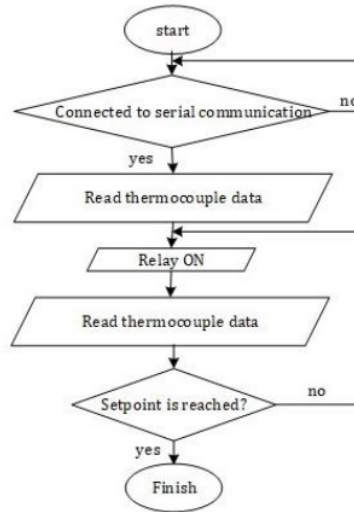 start
Connected to serial communication
no
yes
Read thermocouple data
Relay ON
Read thermocouple data
Setpoint is reached?
no
yes
Finish